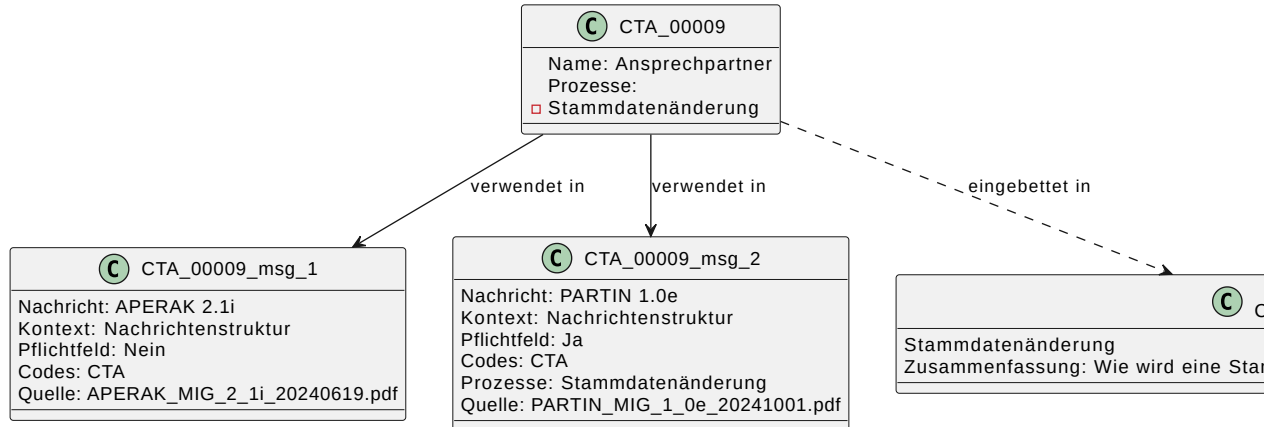 C CTA_00009
Name: Ansprechpartner
Prozesse:
Stammdatenänderung
verwendet in
verwendet in
eingebettet in
C CTA_00009_msg_1
Nachricht: APERAK 2.1i
Kontext: Nachrichtenstruktur
Pflichtfeld: Nein
Codes: CTA
Quelle: APERAK_MIG_2_1i_20240619.pdf
C CTA_00009_msg_2
Nachricht: PARTIN 1.0e
Kontext: Nachrichtenstruktur
Pflichtfeld: Ja
Codes: CTA
Prozesse: Stammdatenänderung
Quelle: PARTIN_MIG_1_0e_20241001.pdf
C
Stammdatenänderung
Zusammenfassung: Wie wird eine